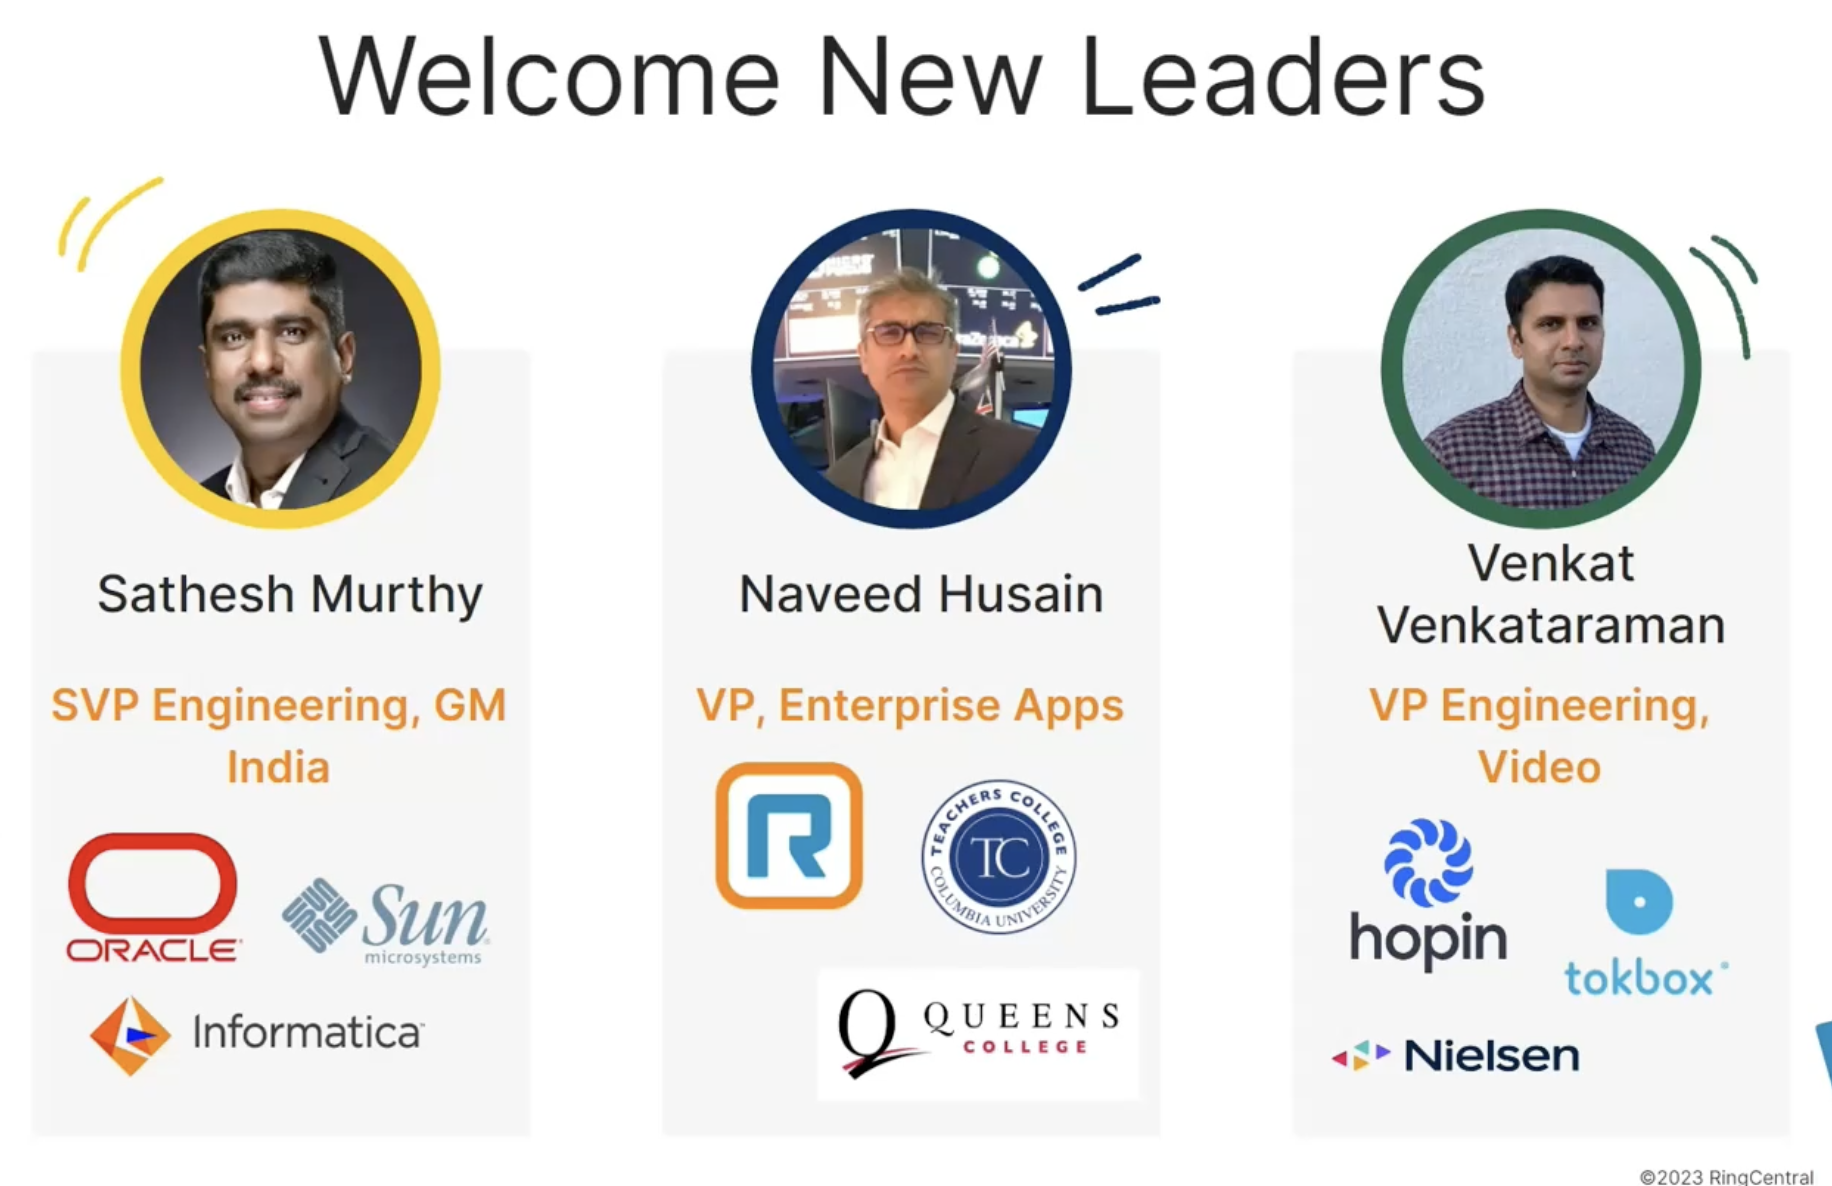 Welcome New Leaders
Sathesh Murthy
SVP Engineering, GM
India
ORACLE
Sun
microsystems
Informatica
Naveed Husain
VP, Enterprise Apps
R
TEACHERS COLLEGE
TC
COLUMBIA UNIVERSITY
Q QUEENS
COLLEGE
Venkat
Venkataraman
VP Engineering,
Video
hopin
tokbox
Nielsen
©2023 RingCentral